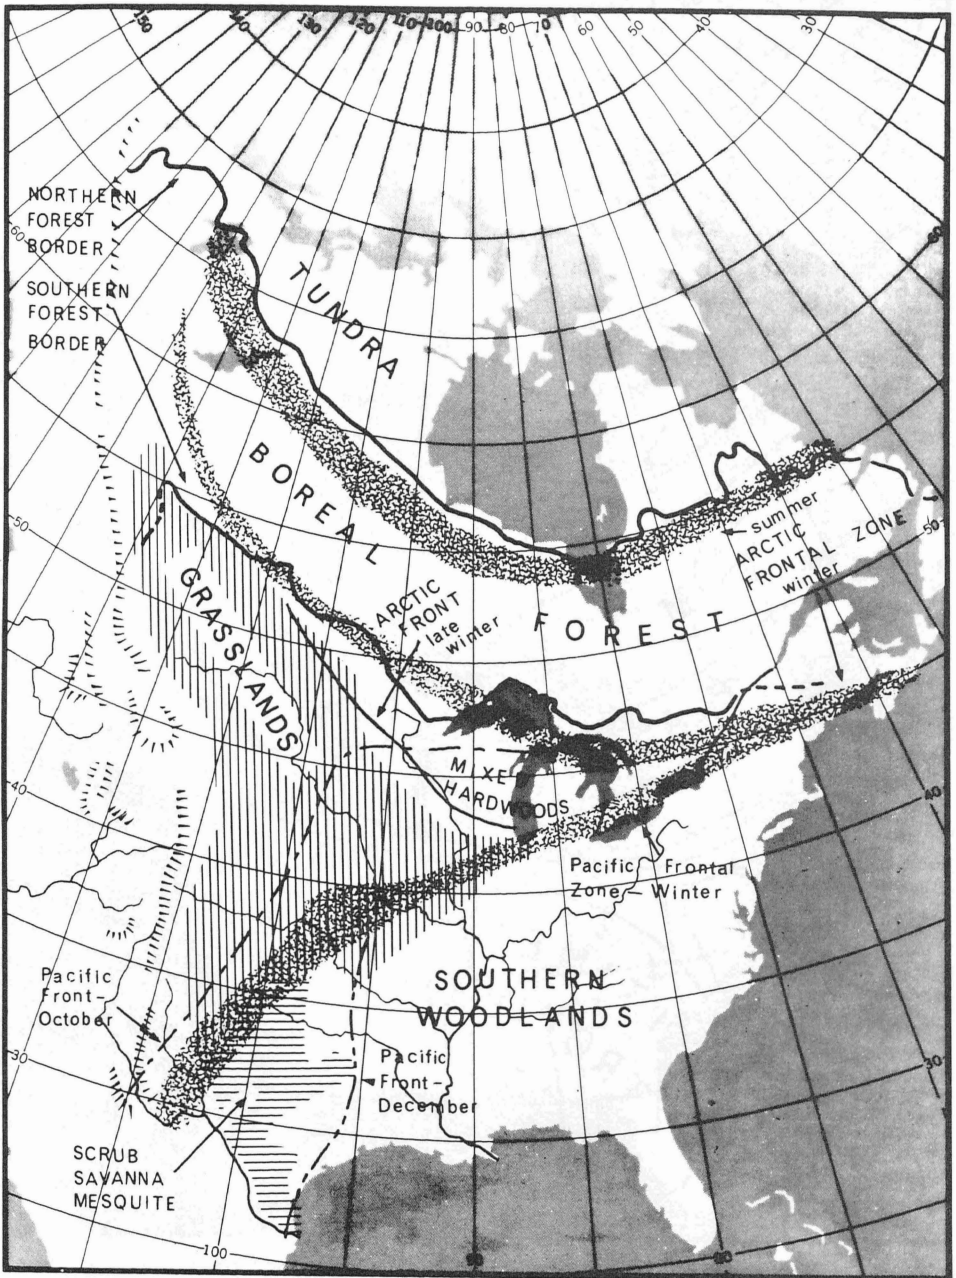 150
140
130
120
110
100
90
80
70
60
50
40
30
NORTHERN
FOREST
BORDER
60
60
SOUTHERN
FOREST
BORDER
TUNDRA
BOREAL
FOREST
50
50
summer
ARCTIC
FRONTAL ZONE
winter
GRASSLANDS
ARCTIC
FRONT
late
winter
MIXED
HARDWOODS
40
40
Pacific Frontal
Zone - Winter
Pacific
Front-
October
SOUTHERN
WOODLANDS
30
30
Pacific
Front-
December
SCRUB
SAVANNA
MESQUITE
100
90
80